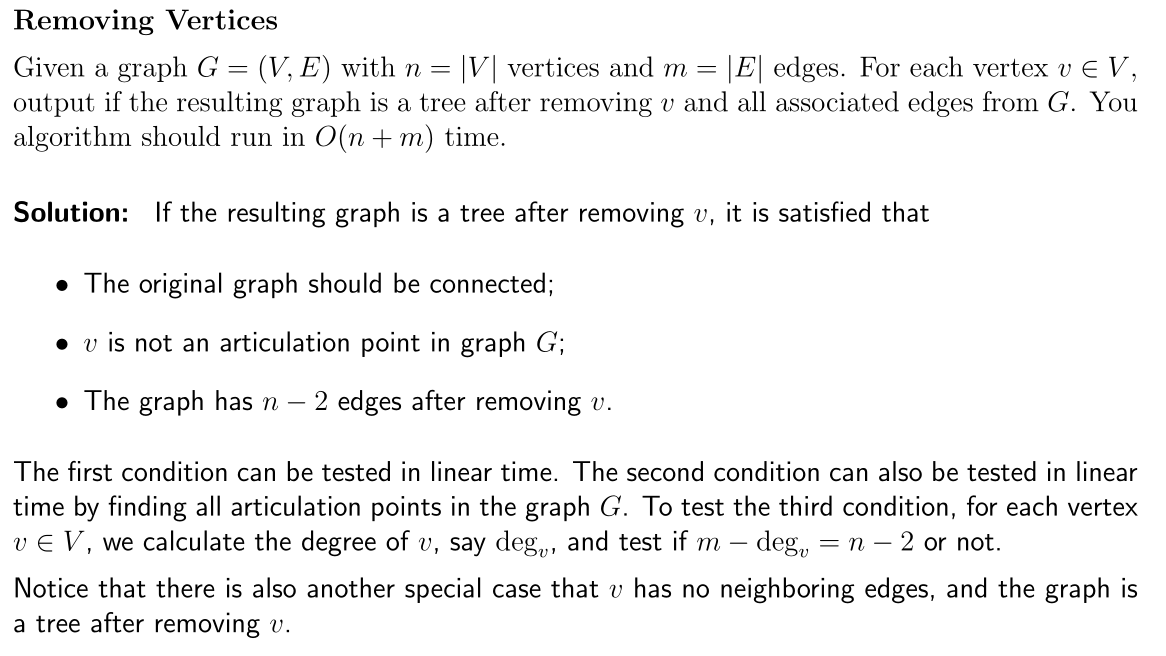 Removing Vertices
Given a graph G = (V, E) with n = |V| vertices and m = |E| edges. For each vertex v ∈ V,
output if the resulting graph is a tree after removing v and all associated edges from G. You
algorithm should run in O(n + m) time.
Solution: If the resulting graph is a tree after removing v, it is satisfied that
• The original graph should be connected;
• v is not an articulation point in graph G;
• The graph has n − 2 edges after removing v.
The first condition can be tested in linear time. The second condition can also be tested in linear
time by finding all articulation points in the graph G. To test the third condition, for each vertex
v ∈ V, we calculate the degree of v, say deg_v, and test if m − deg_v = n − 2 or not.
Notice that there is also another special case that v has no neighboring edges, and the graph is
a tree after removing v.